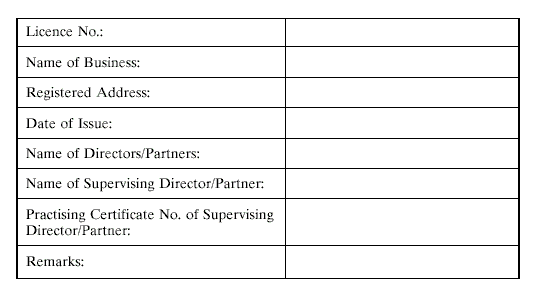 Licence No.:
Name of Business:
Registered Address:
Date of Issue:
Name of Directors/Partners:
Name of Supervising Director/Partner:
Practising Certificate No. of Supervising
Director/Partner:
Remarks: